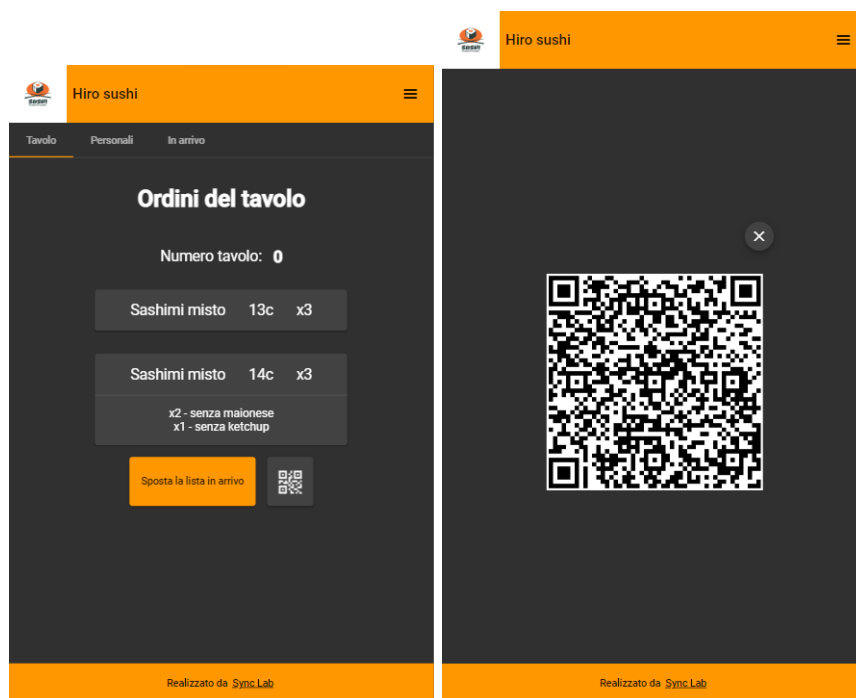 Hiro sushi
Tavolo Personali In arrivo
Ordini del tavolo
Numero tavolo: 0
Sashimi misto 13c x3
Sashimi misto 14c x3
x2 - senza maionese
x1 - senza ketchup
Sposta la lista in arrivo
Realizzato da Sync Lab
Hiro sushi
Realizzato da Sync Lab